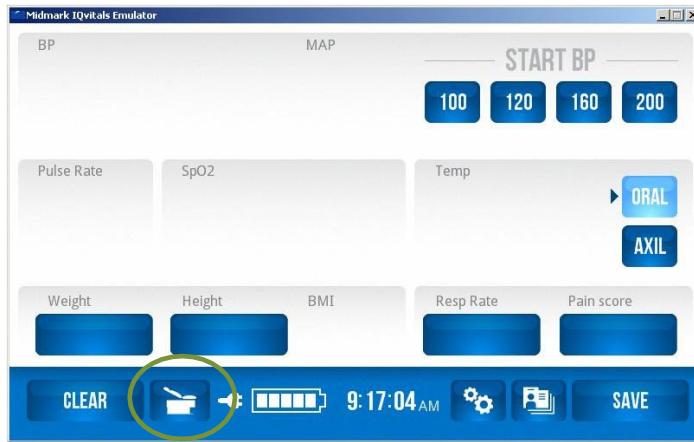 Midmark IQvitals Emulator
BP
MAP
START BP
100 120 160 200
Pulse Rate
SpO2
Temp
ORAL
AXIL
Weight
Height
BMI
Resp Rate
Pain score
CLEAR
9:17:04 AM
SAVE